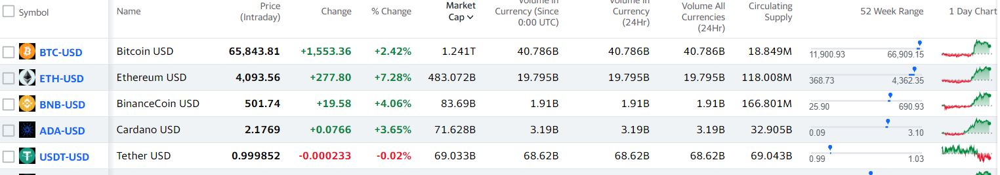 Symbol Name Price (Intraday) Change % Change Market Cap Volume in Currency (Since 0:00 UTC) Volume in Currency (24Hr) Volume All Currencies (24Hr) Circulating Supply 52 Week Range 1 Day Chart
BTC-USD Bitcoin USD 65,843.81 +1,553.36 +2.42% 1.241T 40.786B 40.786B 40.786B 18.849M 11,900.93 66,909.15
ETH-USD Ethereum USD 4,093.56 +277.80 +7.28% 483.072B 19.795B 19.795B 19.795B 118.008M 368.73 4,362.35
BNB-USD BinanceCoin USD 501.74 +19.58 +4.06% 83.69B 1.91B 1.91B 1.91B 166.801M 25.90 690.93
ADA-USD Cardano USD 2.1769 +0.0766 +3.65% 71.628B 3.19B 3.19B 3.19B 32.905B 0.09 3.10
USDT-USD Tether USD 0.999852 -0.000233 -0.02% 69.033B 68.62B 68.62B 68.62B 69.043B 0.99 1.03